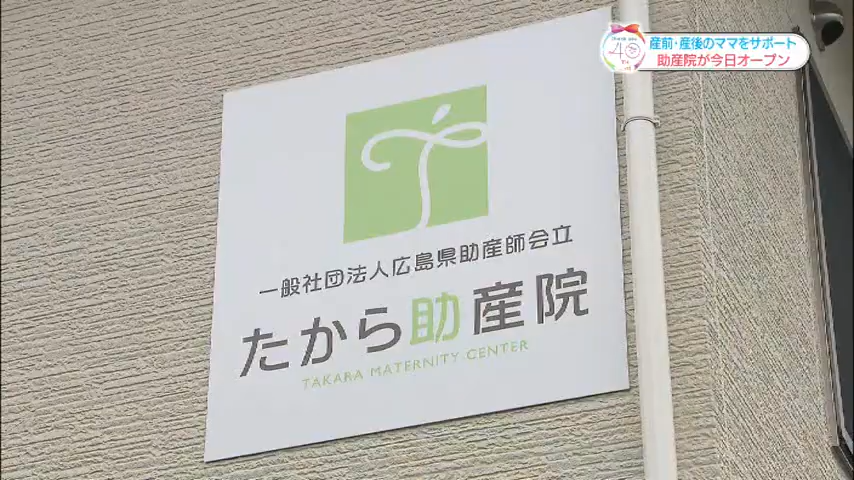 産前・産後のママをサポート
助産院が今日オープン
40
一般社団法人広島県助産師会立
たから助産院
TAKARA MATERNITY CENTER